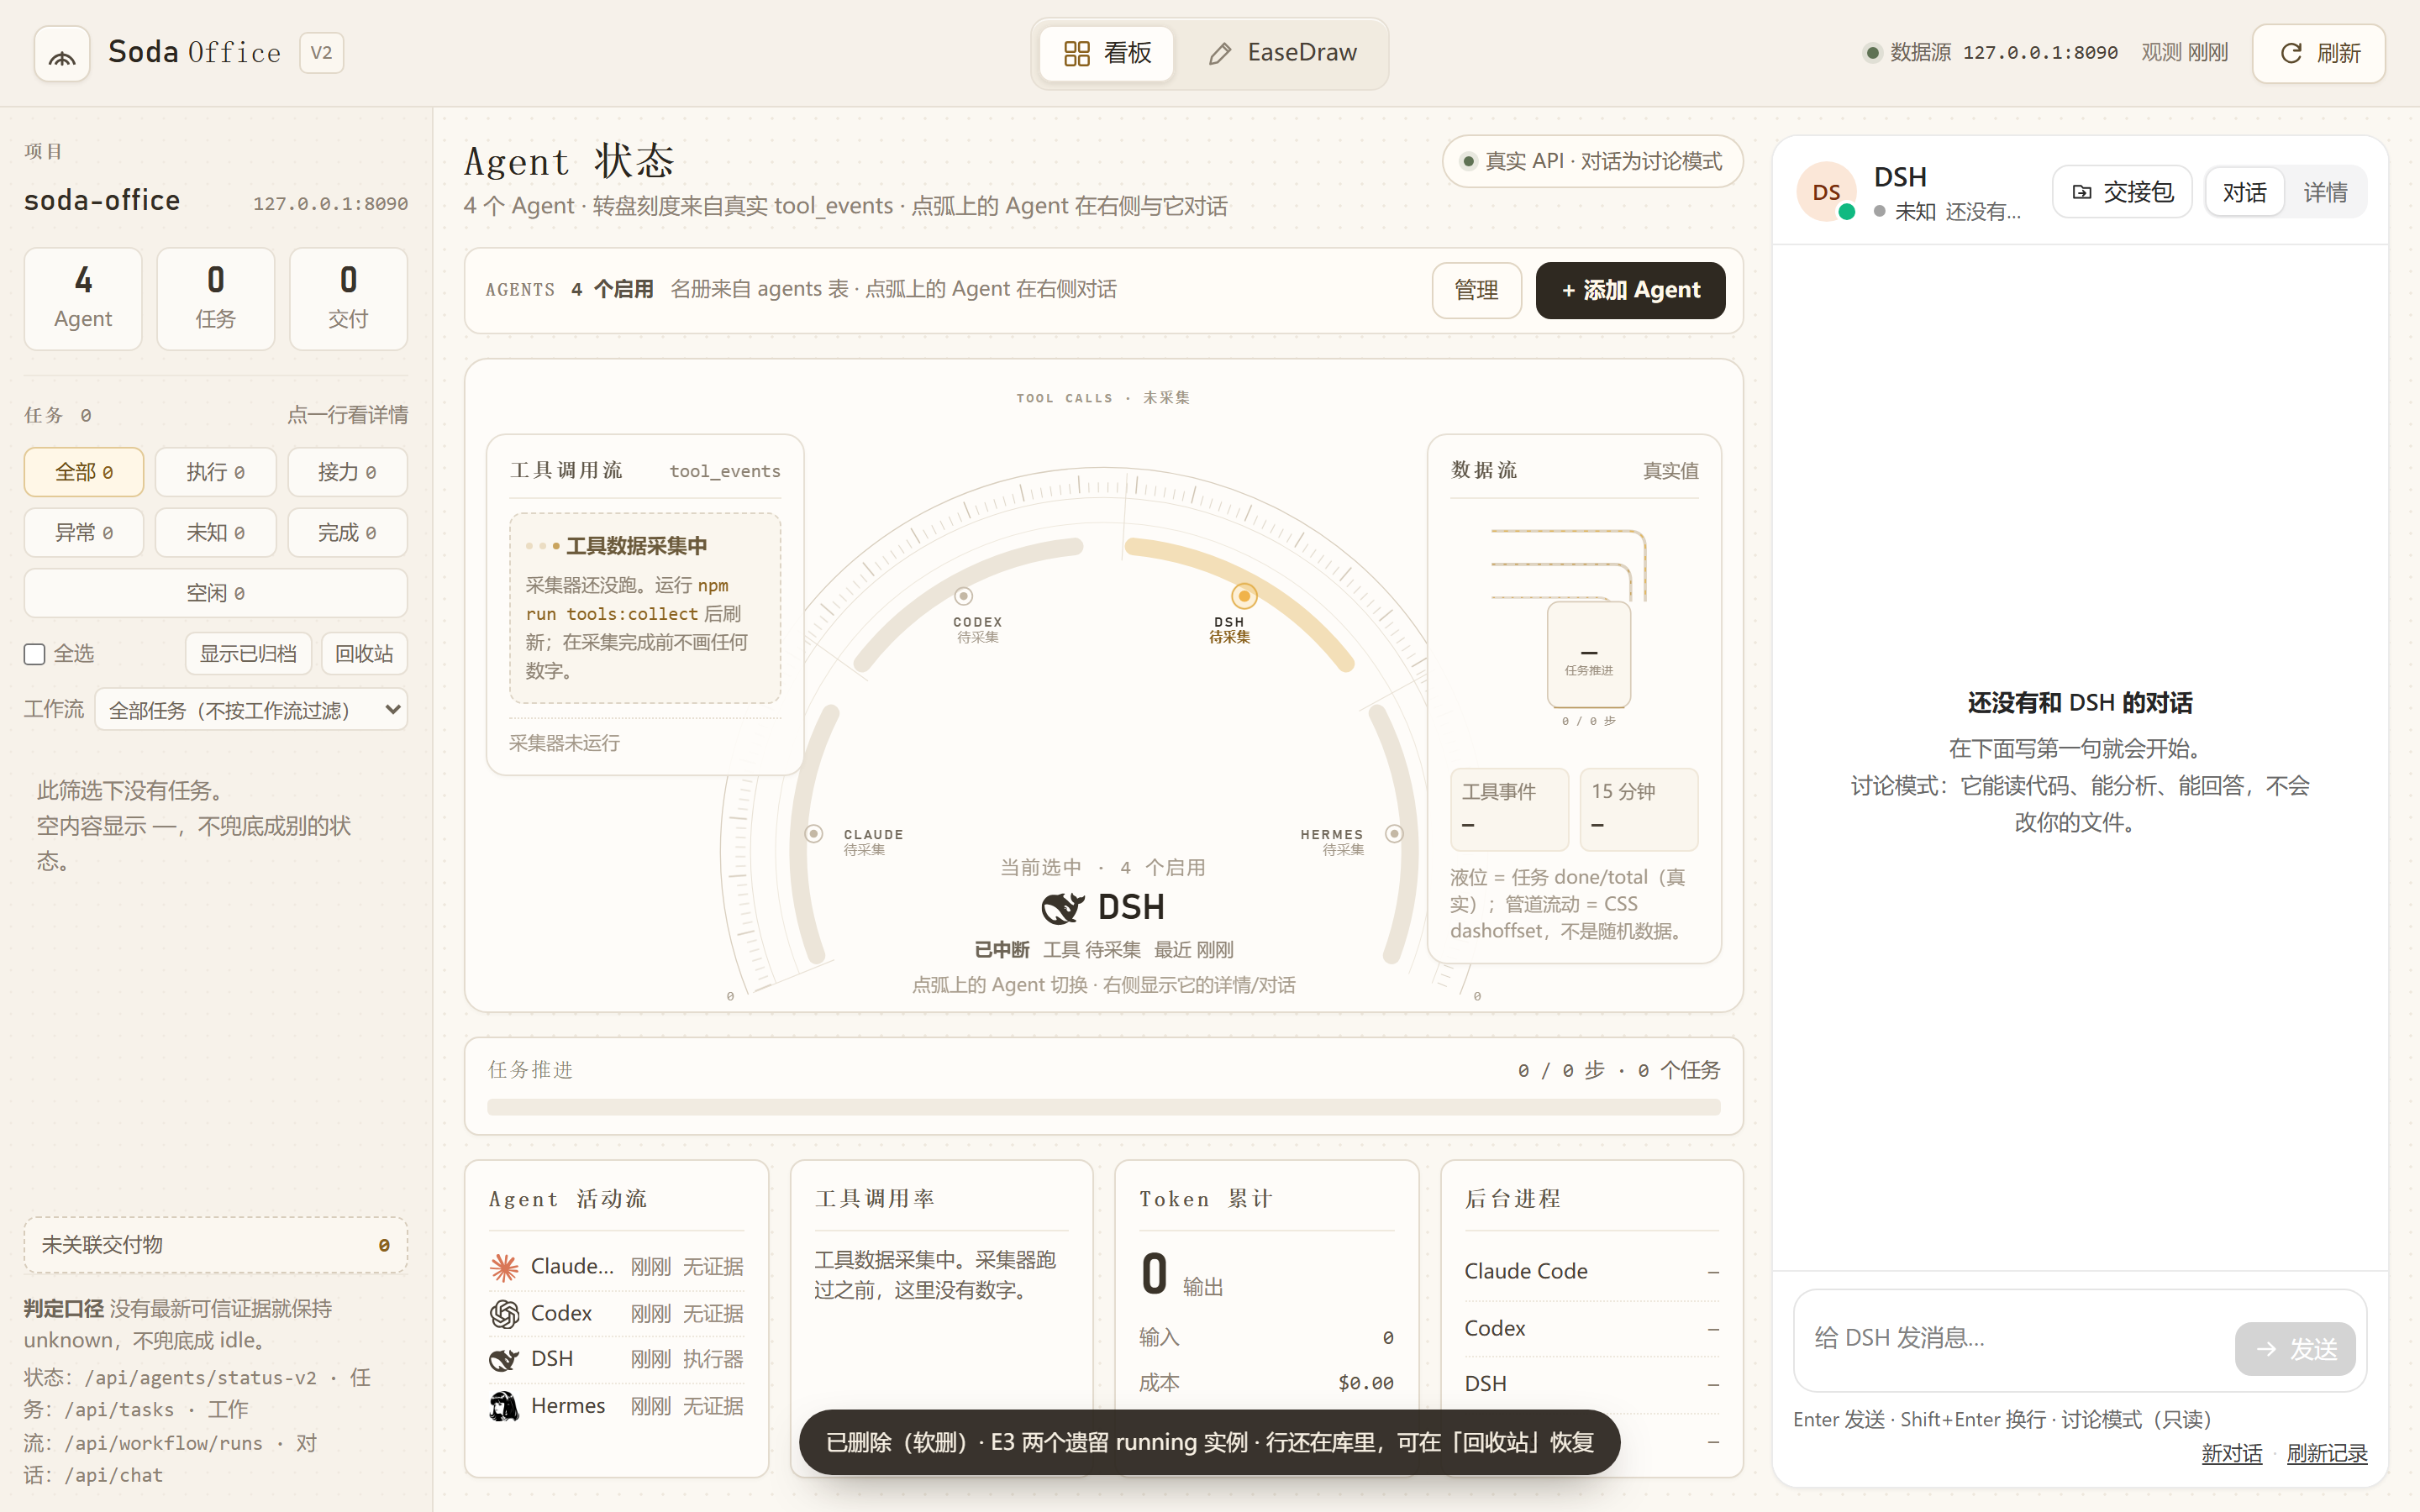 Soda Office V2
看板
EaseDraw
数据源 127.0.0.1:8090 观测 刚刚
刷新
项目
soda-office 127.0.0.1:8090
4 Agent
0 任务
0 交付
任务 0 点一行看详情
全部 0 执行 0 接力 0
异常 0 未知 0 完成 0
空闲 0
全选 显示已归档 回收站
工作流 全部任务（不按工作流过滤）
此筛选下没有任务。
空内容显示 —，不兜底成别的状
态。
未关联交付物 0
判定口径 没有最新可信证据就保持
unknown，不兜底成 idle。
状态：/api/agents/status-v2 · 任
务：/api/tasks · 工作
流：/api/workflow/runs · 对
话：/api/chat
Agent 状态
4 个 Agent · 转盘刻度来自真实 tool_events · 点弧上的 Agent 在右侧与它对话
真实 API · 对话为讨论模式
AGENTS 4 个启用 名册来自 agents 表 · 点弧上的 Agent 在右侧对话
管理
+ 添加 Agent
TOOL CALLS · 未采集
工具调用流 tool_events
工具数据采集中
采集器还没跑。运行 npm
run tools:collect 后刷
新；在采集完成前不画任何
数字。
采集器未运行
CODEX
待采集
DSH
待采集
CLAUDE
待采集
HERMES
待采集
当前选中 · 4 个启用
DSH
已中断 工具 待采集 最近 刚刚
点弧上的 Agent 切换 · 右侧显示它的详情/对话
0
0
数据流 真实值
—
任务推进
0 / 0 步
工具事件
—
15 分钟
—
液位 = 任务 done/total（真
实）；管道流动 = CSS
dashoffset，不是随机数据。
任务推进 0 / 0 步 · 0 个任务
Agent 活动流
Claude... 刚刚 无证据
Codex 刚刚 无证据
DSH 刚刚 执行器
Hermes 刚刚 无证据
工具调用率
工具数据采集中。采集器跑
过之前，这里没有数字。
Token 累计
0 输出
输入 0
成本 $0.00
后台进程
Claude Code —
Codex —
DSH —
—
已删除（软删）· E3 两个遗留 running 实例 · 行还在库里，可在「回收站」恢复
DS
DSH
未知 还没有...
交接包
对话 详情
还没有和 DSH 的对话
在下面写第一句就会开始。
讨论模式：它能读代码、能分析、能回答，不会
改你的文件。
给 DSH 发消息...
发送
Enter 发送 · Shift+Enter 换行 · 讨论模式（只读）
新对话 · 刷新记录